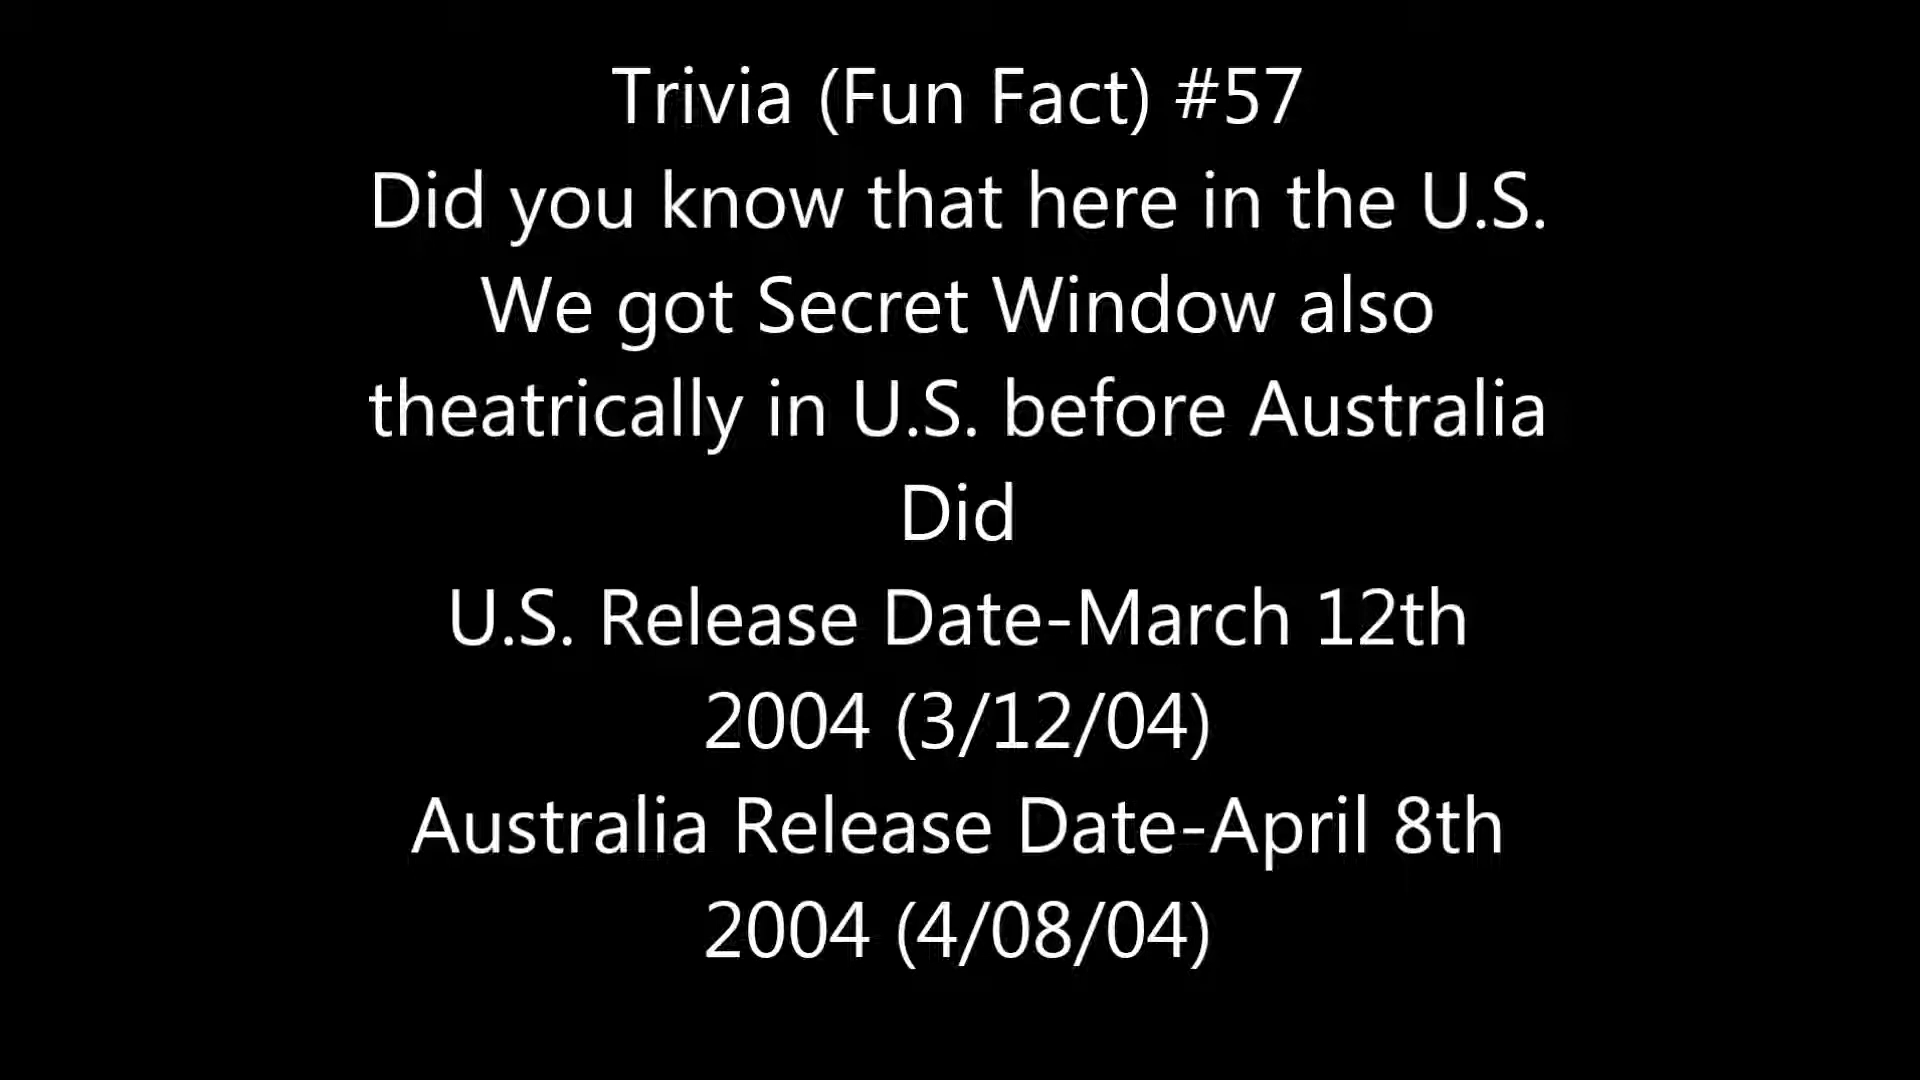 Trivia (Fun Fact) #57
Did you know that here in the U.S.
We got Secret Window also
theatrically in U.S. before Australia
Did
U.S. Release Date-March 12th
2004 (3/12/04)
Australia Release Date-April 8th
2004 (4/08/04)